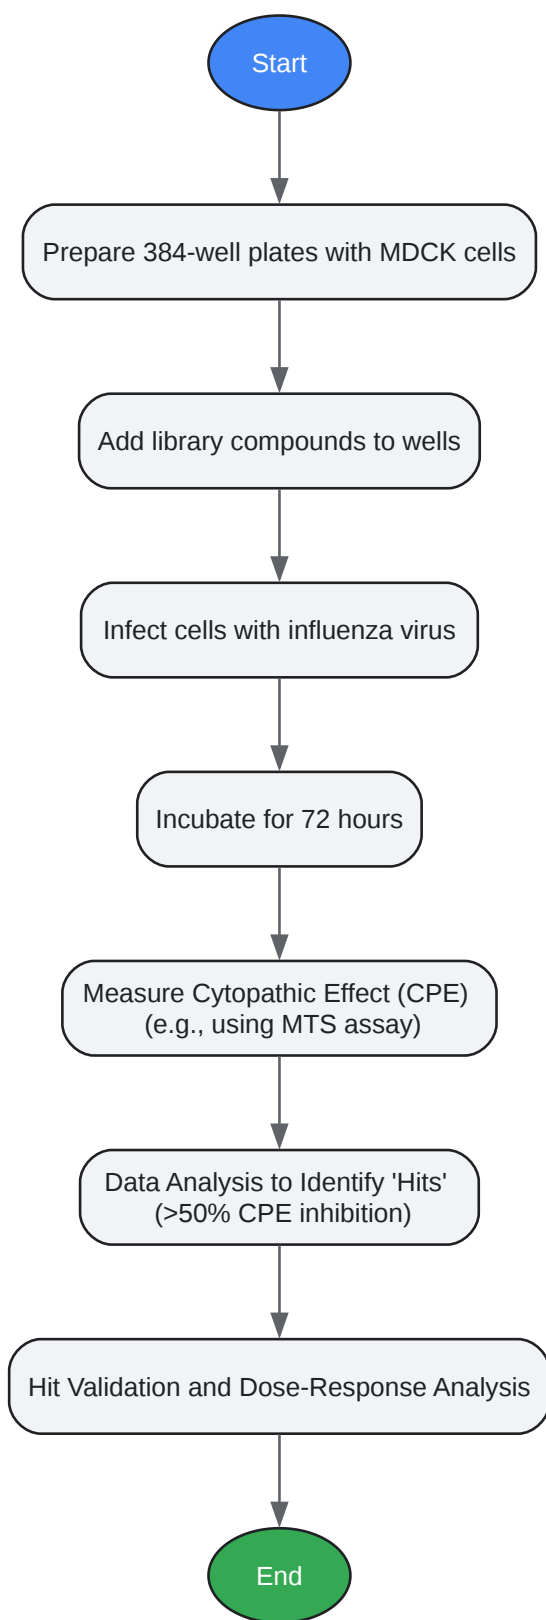 Start
Prepare 384-well plates with MDCK cells
Add library compounds to wells
Infect cells with influenza virus
Incubate for 72 hours
Measure Cytopathic Effect (CPE)
(e.g., using MTS assay)
Data Analysis to Identify 'Hits'
(>50% CPE inhibition)
Hit Validation and Dose-Response Analysis
End